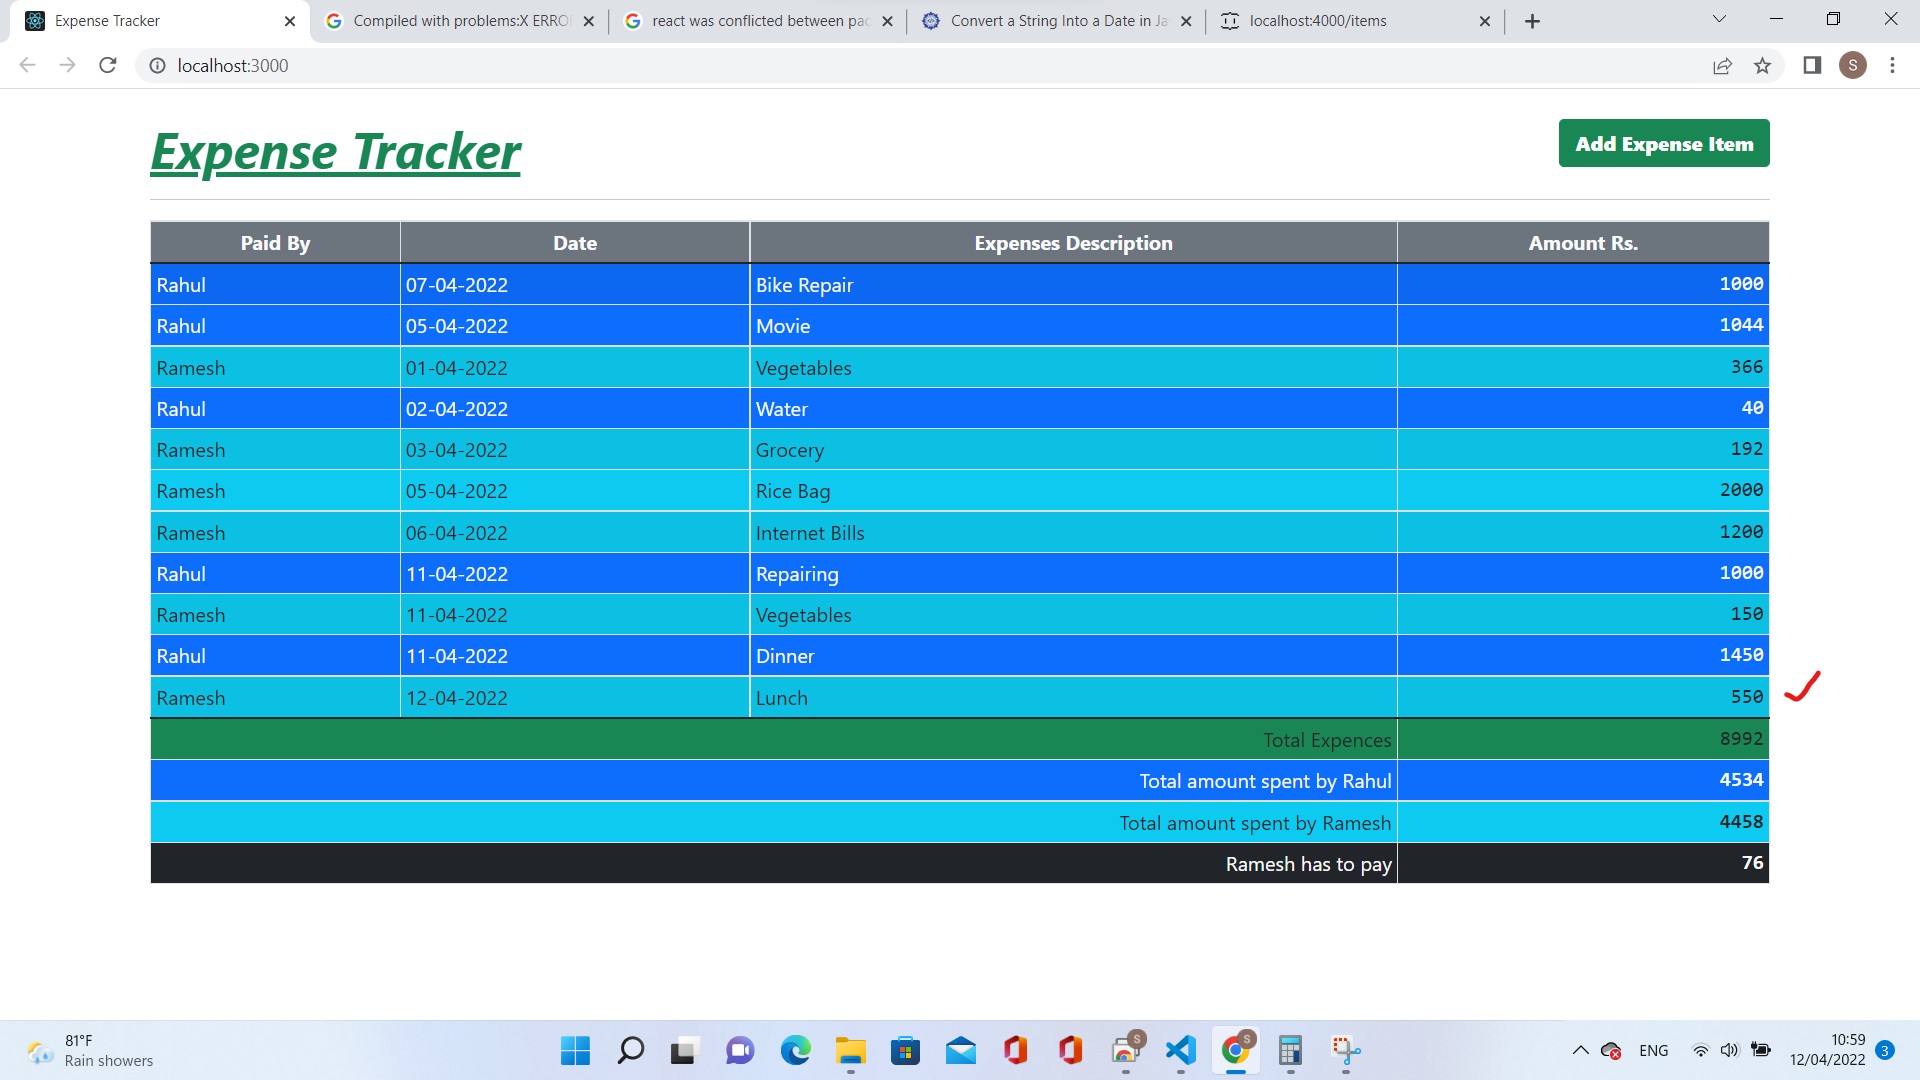 Expense Tracker
Compiled with problems:X ERRO
react was conflicted between pac
Convert a String Into a Date in Ja
localhost:4000/items
localhost:3000
S
Expense Tracker
Add Expense Item
Paid By Date Expenses Description Amount Rs.
Rahul 07-04-2022 Bike Repair 1000
Rahul 05-04-2022 Movie 1044
Ramesh 01-04-2022 Vegetables 366
Rahul 02-04-2022 Water 40
Ramesh 03-04-2022 Grocery 192
Ramesh 05-04-2022 Rice Bag 2000
Ramesh 06-04-2022 Internet Bills 1200
Rahul 11-04-2022 Repairing 1000
Ramesh 11-04-2022 Vegetables 150
Rahul 11-04-2022 Dinner 1450
Ramesh 12-04-2022 Lunch 550
Total Expences 8992
Total amount spent by Rahul 4534
Total amount spent by Ramesh 4458
Ramesh has to pay 76
81°F
Rain showers
S
S
ENG
10:59
12/04/2022
3